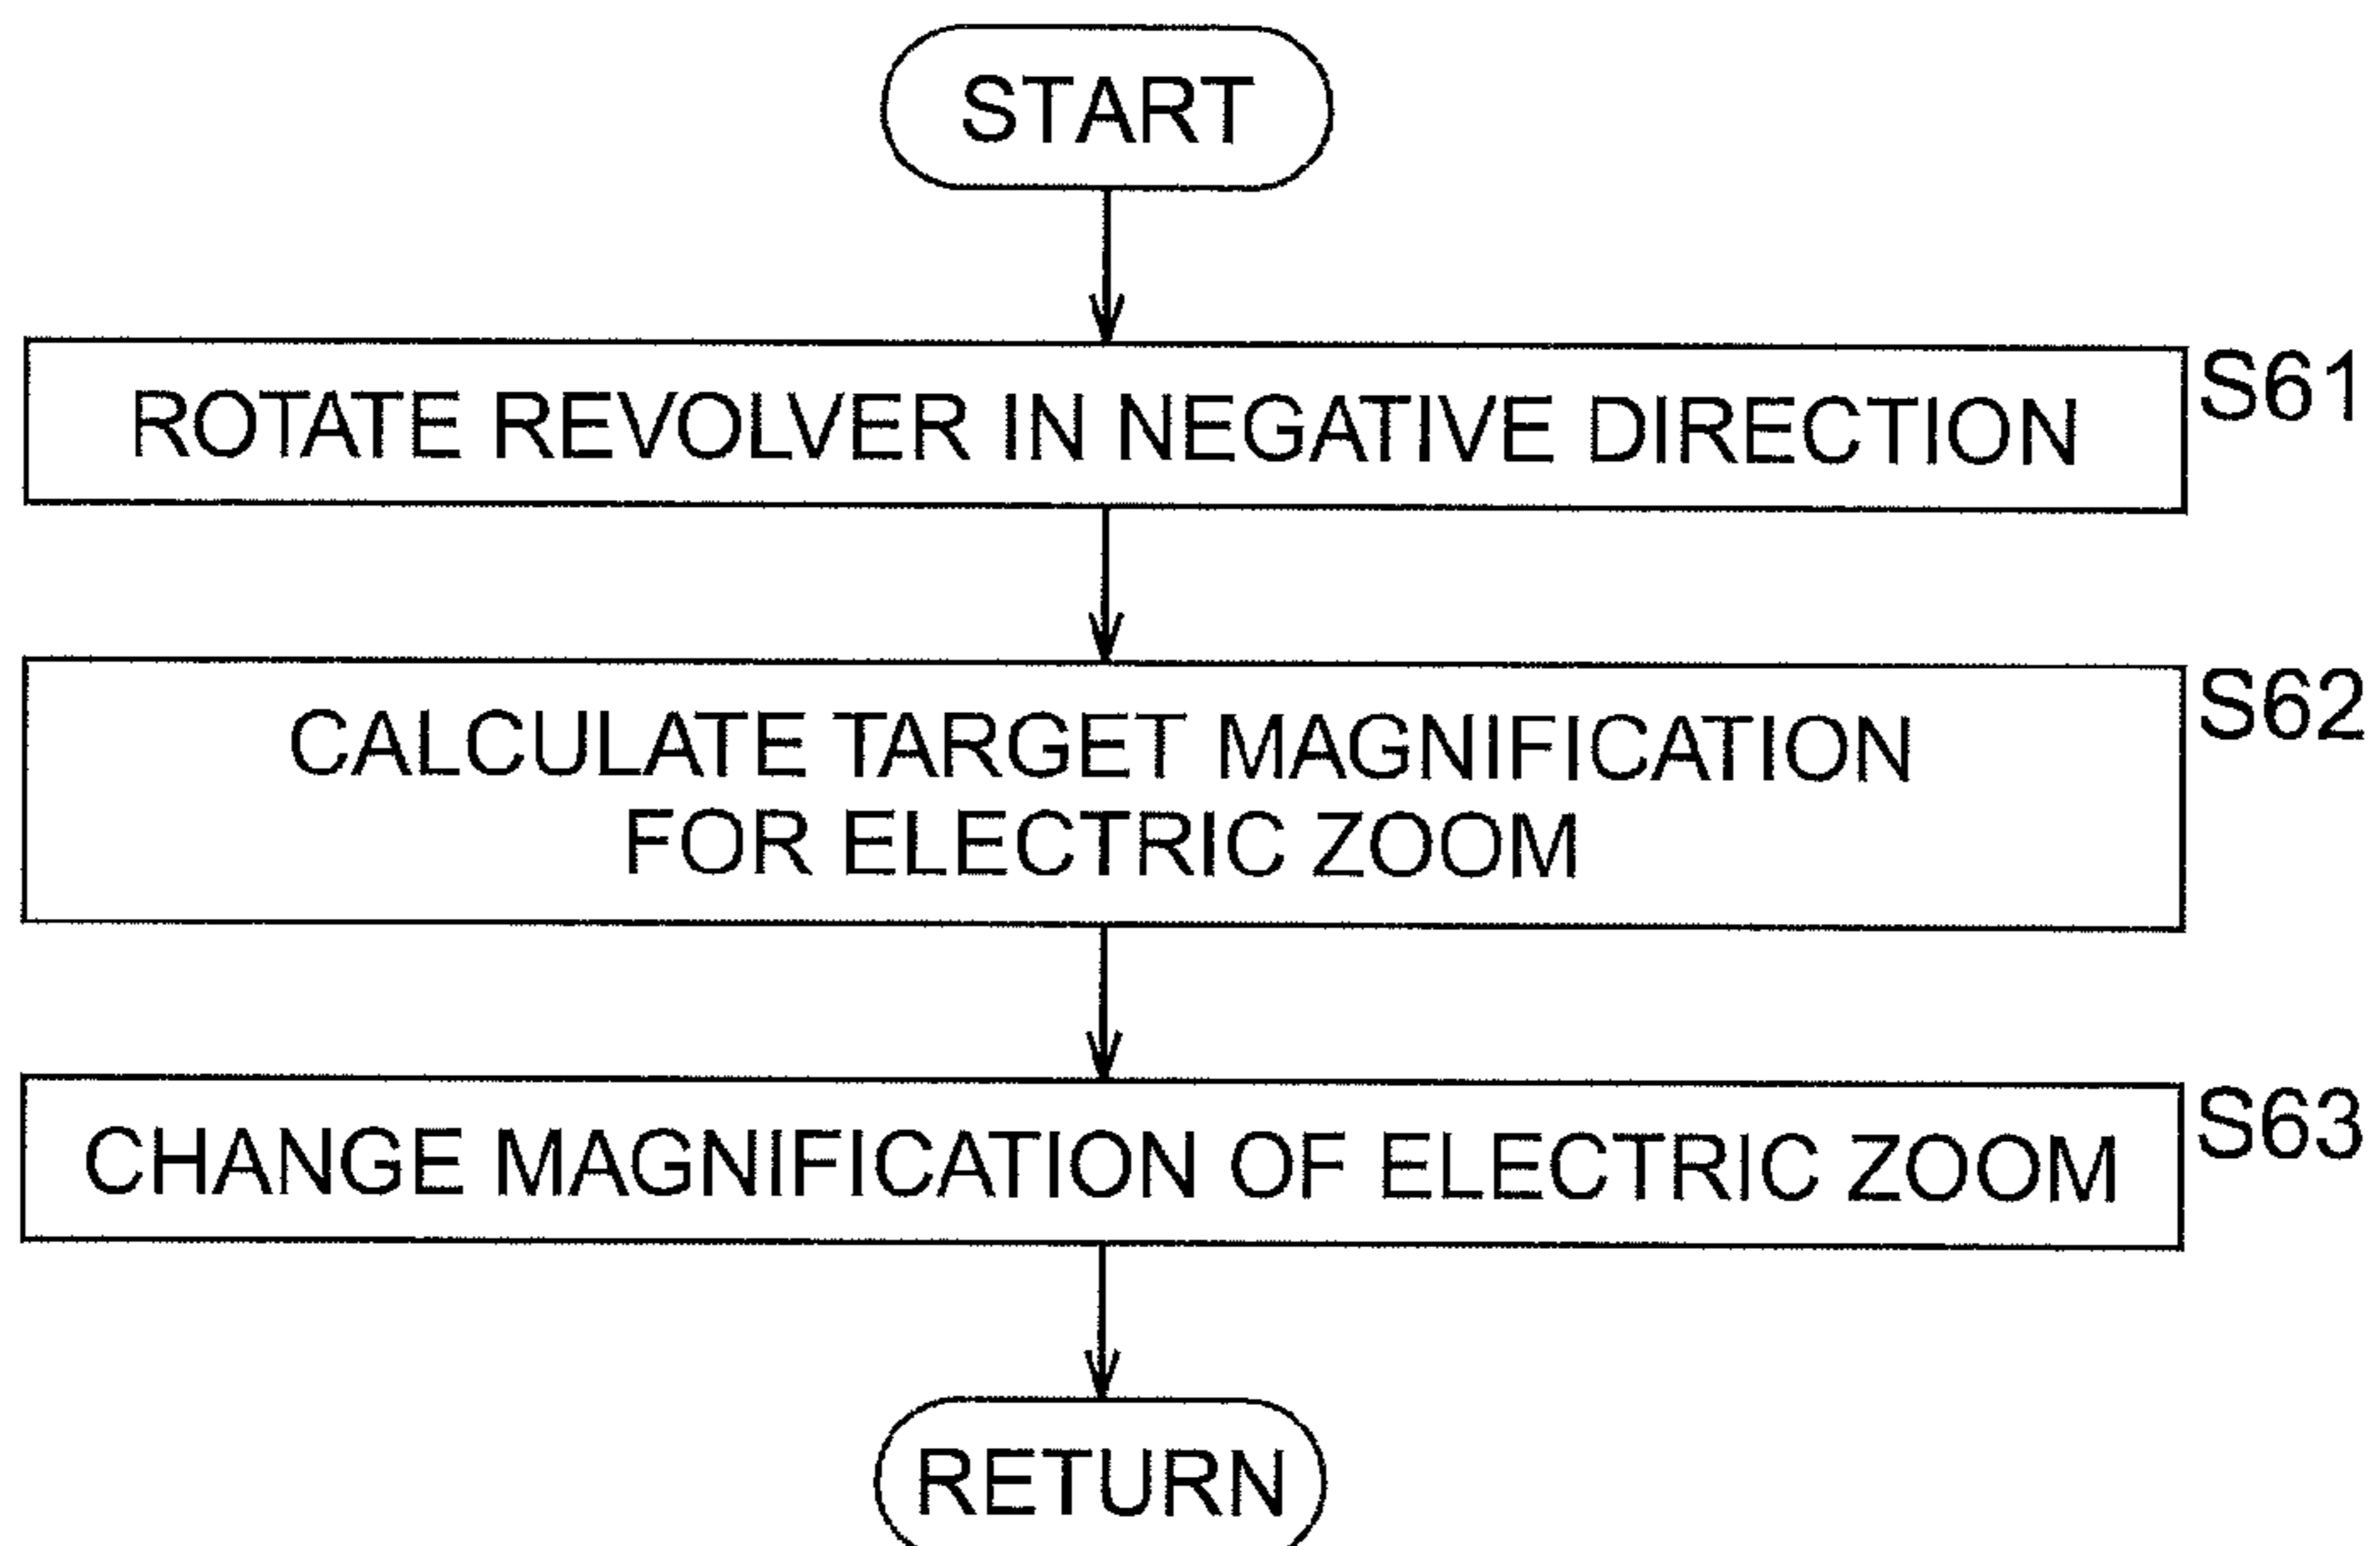 START
ROTATE REVOLVER IN NEGATIVE DIRECTION
S61
CALCULATE TARGET MAGNIFICATION
FOR ELECTRIC ZOOM
S62
CHANGE MAGNIFICATION OF ELECTRIC ZOOM
S63
RETURN